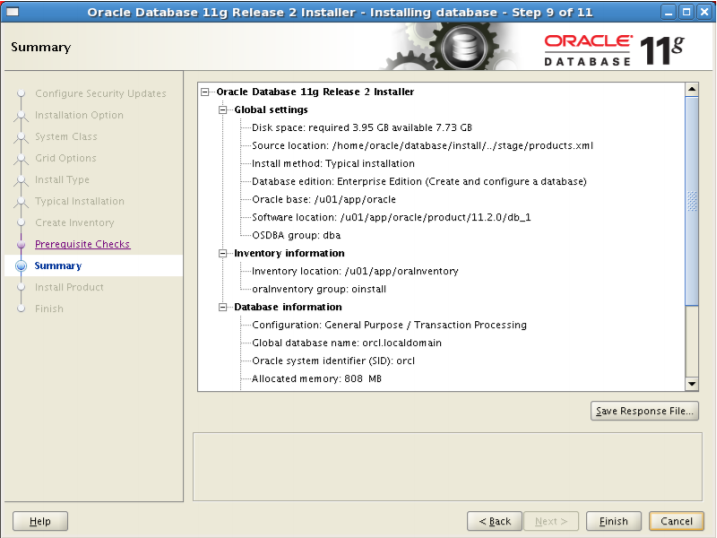 Oracle Database 11g Release 2 Installer - Installing database - Step 9 of 11
Summary
ORACLE
DATABASE
11g
Configure Security Updates
Installation Option
System Class
Grid Options
Install Type
Typical Installation
Create Inventory
Prerequisite Checks
Summary
Install Product
Finish
Oracle Database 11g Release 2 Installer
Global settings
Disk space: required 3.95 GB available 7.73 GB
Source location: /home/oracle/database/install/../stage/products.xml
Install method: Typical installation
Database edition: Enterprise Edition (Create and configure a database)
Oracle base: /u01/app/oracle
Software location: /u01/app/oracle/product/11.2.0/db_1
OSDBA group: dba
Inventory information
Inventory location: /u01/app/oraInventory
oraInventory group: oinstall
Database information
Configuration: General Purpose / Transaction Processing
Global database name: orcl.localdomain
Oracle system identifier (SID): orcl
Allocated memory: 808 MB
Save Response File...
Help
< Back
Next >
Finish
Cancel